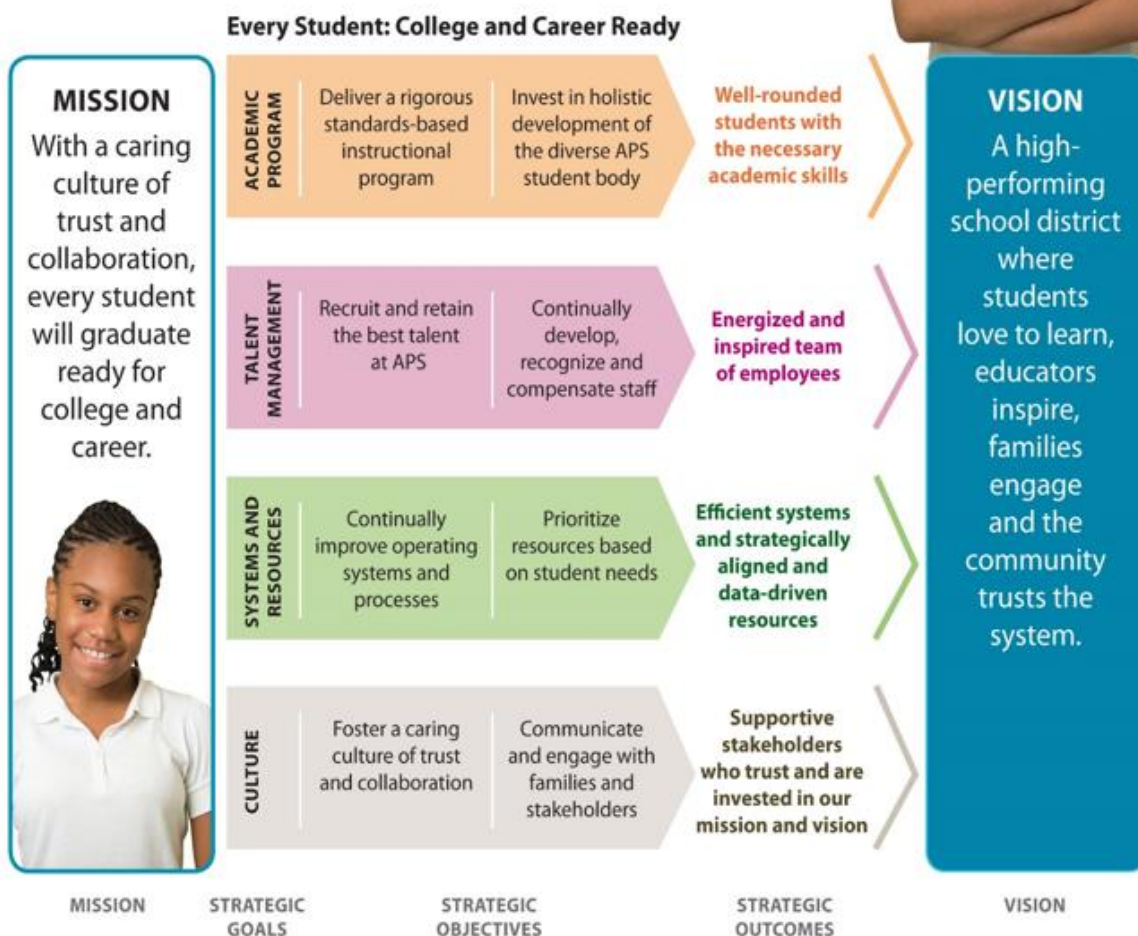 Every Student: College and Career Ready
MISSION
With a caring
culture of
trust and
collaboration,
every student
will graduate
ready for
college and
career.
ACADEMIC
PROGRAM
Deliver a rigorous
standards-based
instructional
program
Invest in holistic
development of
the diverse APS
student body
Well-rounded
students with
the necessary
academic skills
TALENT
MANAGEMENT
Recruit and retain
the best talent
at APS
Continually
develop,
recognize and
compensate staff
Energized and
inspired team
of employees
SYSTEMS AND
RESOURCES
Continually
improve operating
systems and
processes
Prioritize
resources based
on student needs
Efficient systems
and strategically
aligned and
data-driven
resources
CULTURE
Foster a caring
culture of trust
and collaboration
Communicate
and engage with
families and
stakeholders
Supportive
stakeholders
who trust and are
invested in our
mission and vision
VISION
A high-
performing
school district
where
students
love to learn,
educators
inspire,
families
engage
and the
community
trusts the
system.
MISSION
STRATEGIC
GOALS
STRATEGIC
OBJECTIVES
STRATEGIC
OUTCOMES
VISION